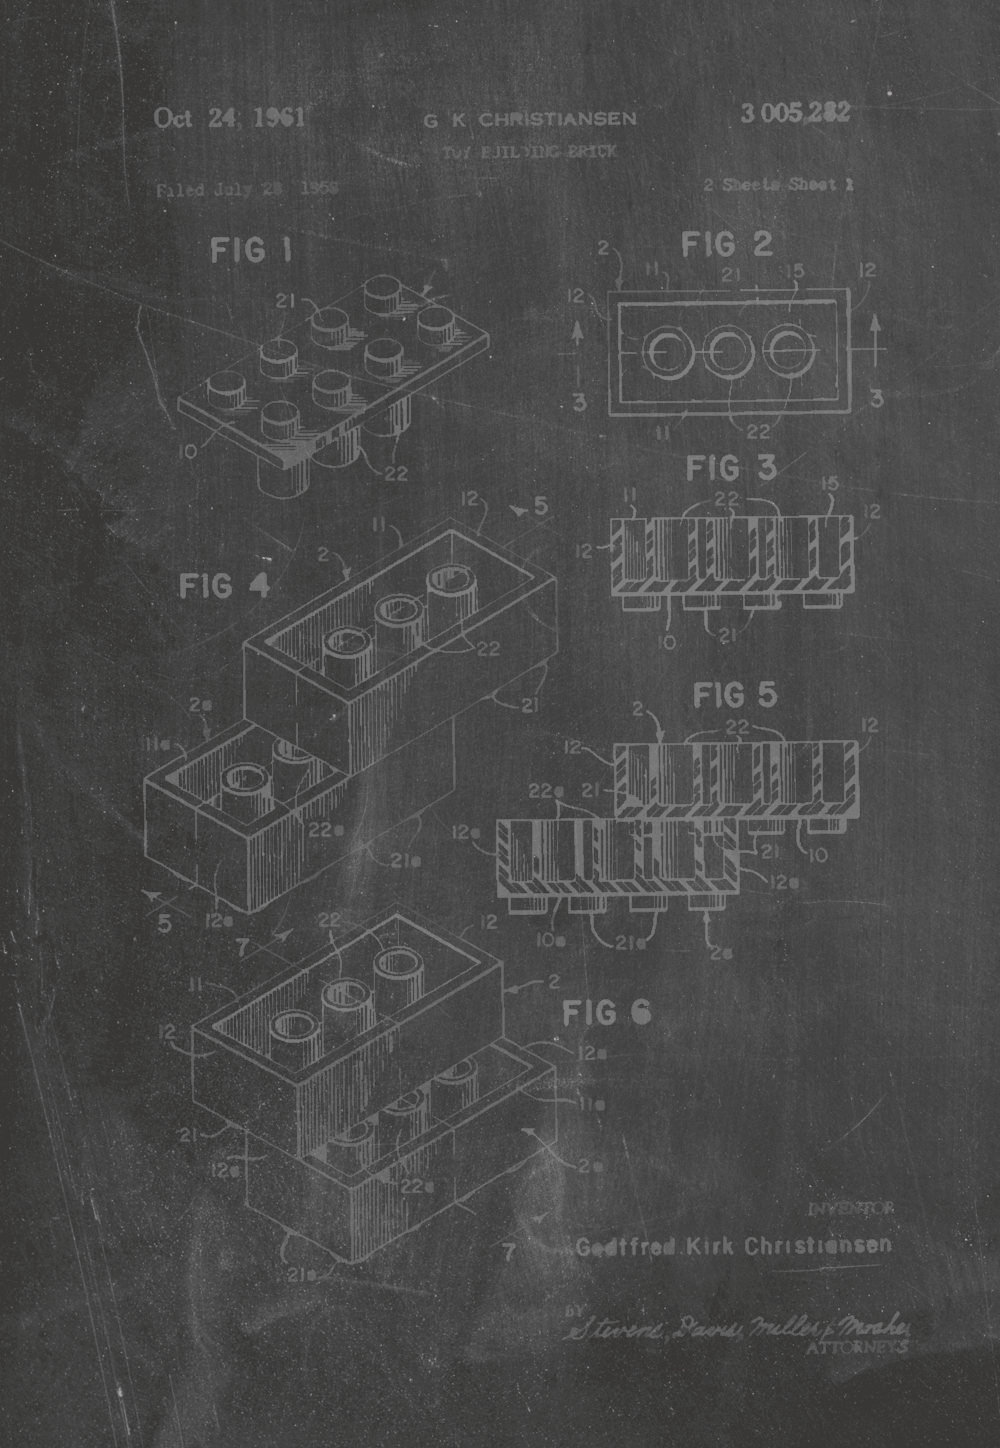 Oct 24, 1961
G K CHRISTIANSEN
3 005,282
TOY BUILDING BRICK
Filed July 28 1958
2 Sheets Sheet 1
FIG 1
21
1
10
22
FIG 2
2
11
21
15
12
12
3
3
11
22
FIG 3
11
22
15
12
12
10
21
FIG 4
12
5
11
2
22
21
2a
11a
22a
21a
5
12a
FIG 5
2
22
12
12
22a
21
12a
21
10
12a
10a
21a
2a
7
22
12
11
2
12
FIG 6
12a
11a
21
12a
2a
22a
7
21a
INVENTOR
Godtfred Kirk Christiansen
BY
Stevens, Davis, Miller & Mosher
ATTORNEYS